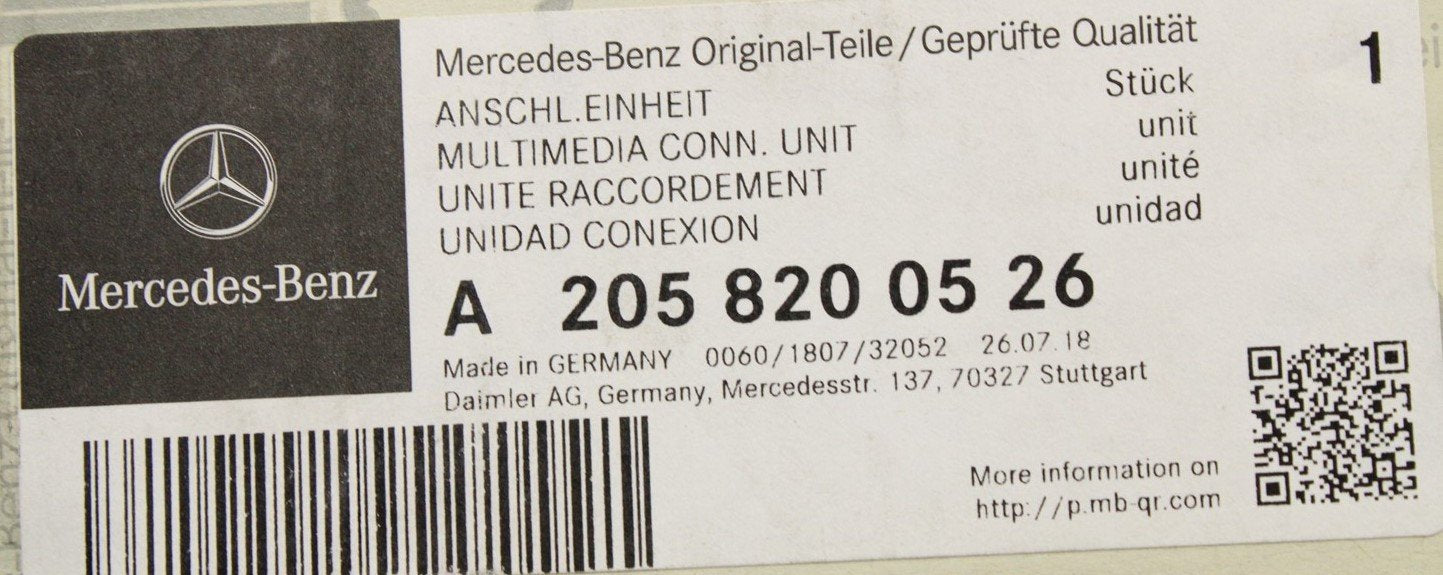 Mercedes-Benz
Mercedes-Benz Original-Teile/Geprüfte Qualität
ANSCHL.EINHEIT Stück 1
MULTIMEDIA CONN. UNIT unit
UNITE RACCORDEMENT unité
UNIDAD CONEXION unidad
A 205 820 05 26
Made in GERMANY 0060/1807/32052 26.07.18
Daimler AG, Germany, Mercedesstr. 137, 70327 Stuttgart
More information on
http://p.mb-qr.com